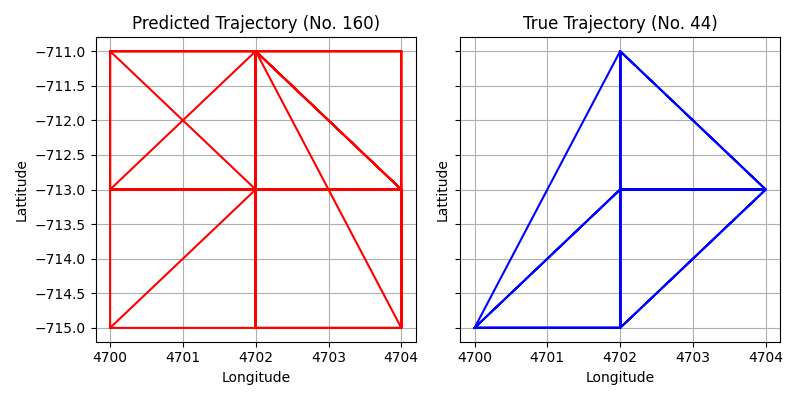 Predicted Trajectory (No. 160)
True Trajectory (No. 44)
−711.0
−711.5
−712.0
−712.5
−713.0
−713.5
−714.0
−714.5
−715.0
Lattitude
Lattitude
4700 4701 4702 4703 4704
4700 4701 4702 4703 4704
Longitude
Longitude